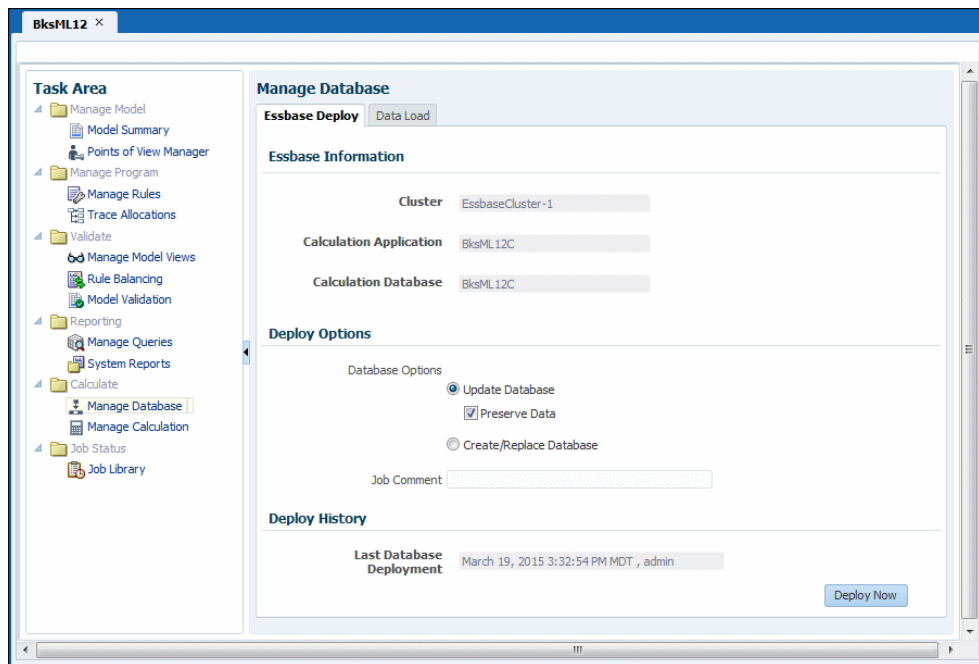 BksML12 ×
Task Area
Manage Model
Model Summary
Points of View Manager
Manage Program
Manage Rules
Trace Allocations
Validate
Manage Model Views
Rule Balancing
Model Validation
Reporting
Manage Queries
System Reports
Calculate
Manage Database
Manage Calculation
Job Status
Job Library
Manage Database
Essbase Deploy Data Load
Essbase Information
Cluster EssbaseCluster-1
Calculation Application BksML12C
Calculation Database BksML12C
Deploy Options
Database Options
Update Database
Preserve Data
Create/Replace Database
Job Comment
Deploy History
Last Database
Deployment
March 19, 2015 3:32:54 PM MDT , admin
Deploy Now